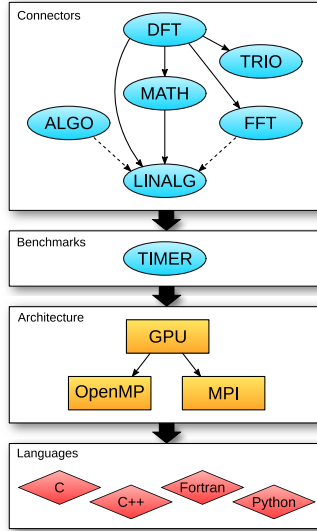 Connectors
DFT
TRIO
MATH
ALGO
FFT
LINALG
Benchmarks
TIMER
Architecture
GPU
OpenMP
MPI
Languages
C
C++
Fortran
Python